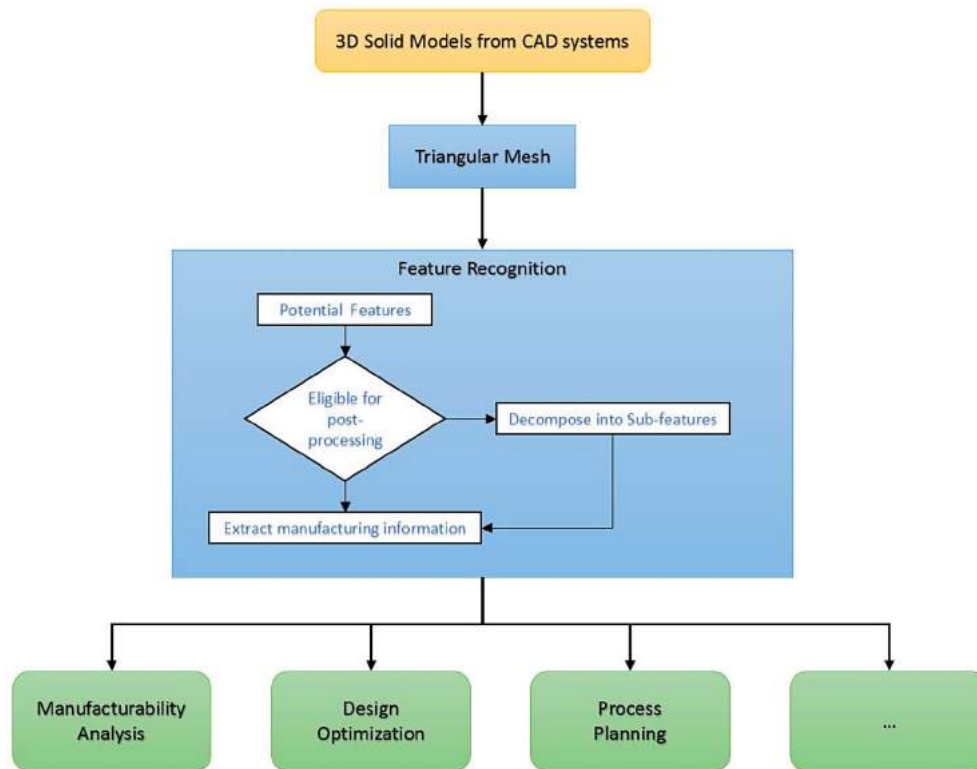 3D Solid Models from CAD systems
Triangular Mesh
Feature Recognition
Potential Features
Eligible for
post-
processing
Decompose into Sub-features
Extract manufacturing information
Manufacturability
Analysis
Design
Optimization
Process
Planning
...